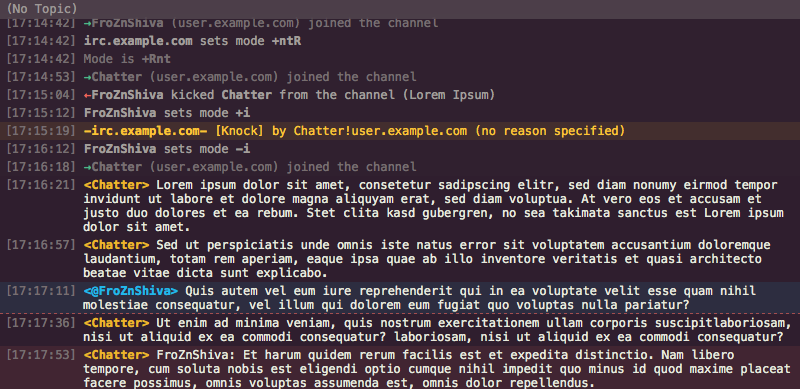 (No Topic)
[17:14:42] →FroZnShiva (user.example.com) joined the channel
[17:14:42] irc.example.com sets mode +ntR
[17:14:42] Mode is +Rnt
[17:14:53] →Chatter (user.example.com) joined the channel
[17:15:04] ←FroZnShiva kicked Chatter from the channel (Lorem Ipsum)
[17:15:12] FroZnShiva sets mode +i
[17:15:19] -irc.example.com- [Knock] by Chatter!user.example.com (no reason specified)
[17:16:12] FroZnShiva sets mode -i
[17:16:18] →Chatter (user.example.com) joined the channel
[17:16:21] <Chatter> Lorem ipsum dolor sit amet, consetetur sadipscing elitr, sed diam nonumy eirmod tempor
invidunt ut labore et dolore magna aliquyam erat, sed diam voluptua. At vero eos et accusam et
justo duo dolores et ea rebum. Stet clita kasd gubergren, no sea takimata sanctus est Lorem ipsum
dolor sit amet.
[17:16:57] <Chatter> Sed ut perspiciatis unde omnis iste natus error sit voluptatem accusantium doloremque
laudantium, totam rem aperiam, eaque ipsa quae ab illo inventore veritatis et quasi architecto
beatae vitae dicta sunt explicabo.
[17:17:11] <@FroZnShiva> Quis autem vel eum iure reprehenderit qui in ea voluptate velit esse quam nihil
molestiae consequatur, vel illum qui dolorem eum fugiat quo voluptas nulla pariatur?
[17:17:36] <Chatter> Ut enim ad minima veniam, quis nostrum exercitationem ullam corporis suscipitlaboriosam,
nisi ut aliquid ex ea commodi consequatur? laboriosam, nisi ut aliquid ex ea commodi consequatur?
[17:17:53] <Chatter> FroZnShiva: Et harum quidem rerum facilis est et expedita distinctio. Nam libero
tempore, cum soluta nobis est eligendi optio cumque nihil impedit quo minus id quod maxime placeat
facere possimus, omnis voluptas assumenda est, omnis dolor repellendus.